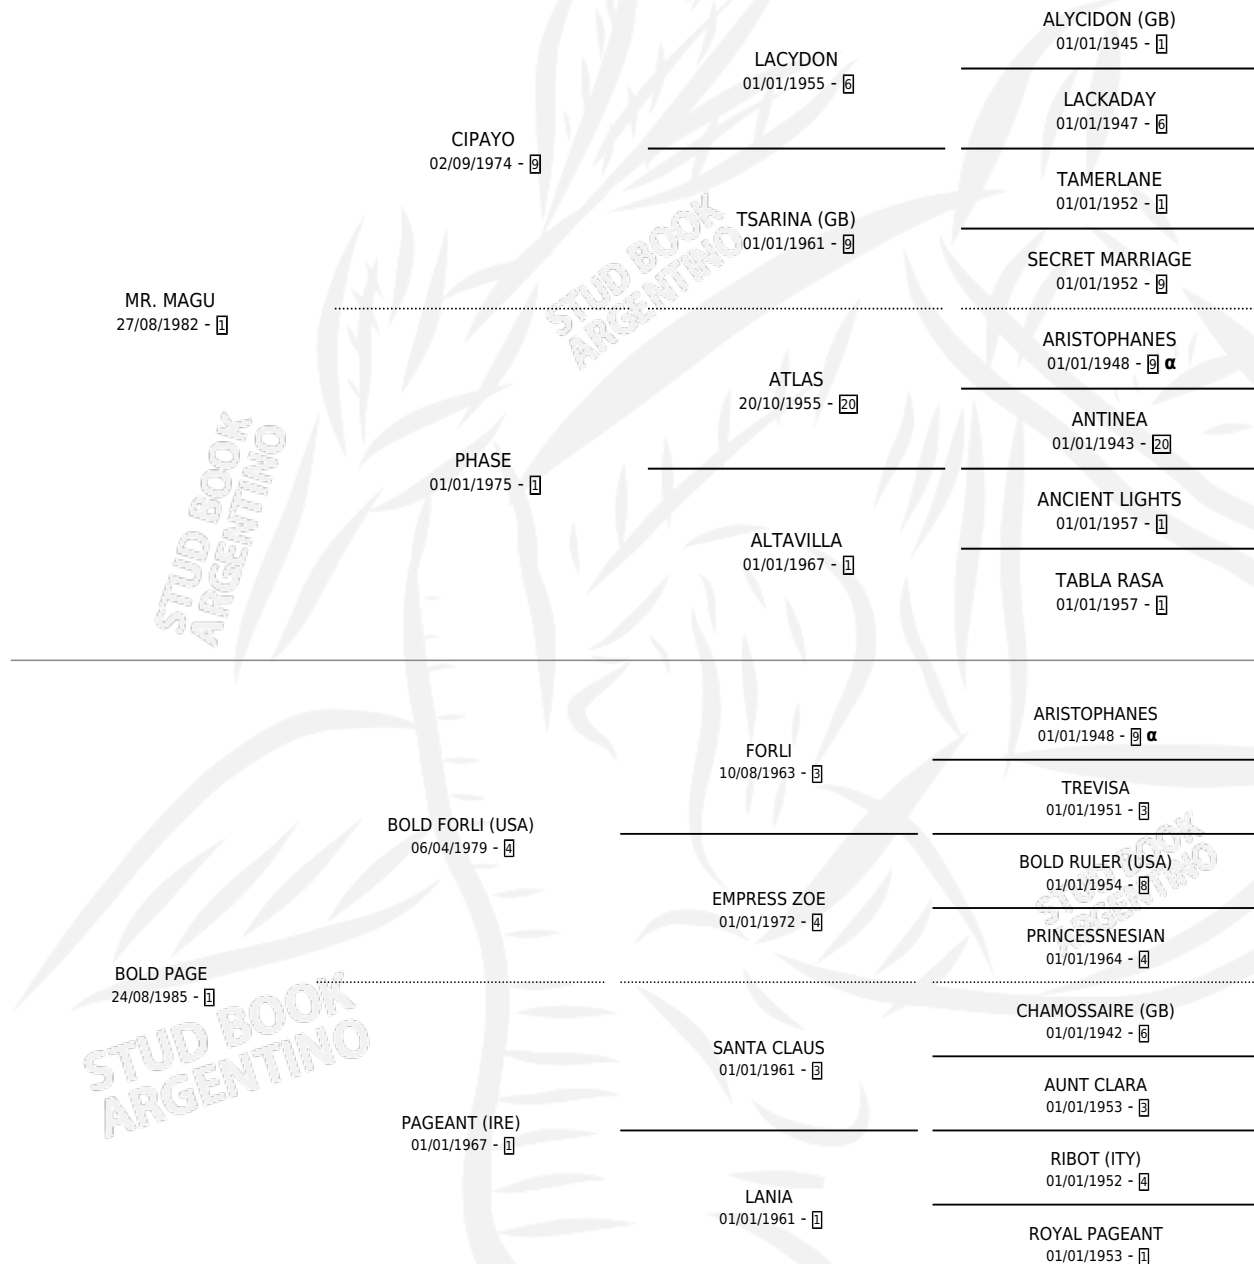 ALYCIDON (GB)
01/01/1945 - 1
LACYDON
01/01/1955 - 6
LACKADAY
01/01/1947 - 6
CIPAYO
02/09/1974 - 9
TAMERLANE
01/01/1952 - 1
TSARINA (GB)
01/01/1961 - 9
SECRET MARRIAGE
01/01/1952 - 9
MR. MAGU
27/08/1982 - 1
ARISTOPHANES
01/01/1948 - 9 α
ATLAS
20/10/1955 - 20
ANTINEA
01/01/1943 - 20
PHASE
01/01/1975 - 1
ANCIENT LIGHTS
01/01/1957 - 1
ALTAVILLA
01/01/1967 - 1
TABLA RASA
01/01/1957 - 1
ARISTOPHANES
01/01/1948 - 9 α
FORLI
10/08/1963 - 3
TREVISA
01/01/1951 - 3
BOLD FORLI (USA)
06/04/1979 - 4
BOLD RULER (USA)
01/01/1954 - 8
EMPRESS ZOE
01/01/1972 - 4
PRINCESSNESIAN
01/01/1964 - 4
BOLD PAGE
24/08/1985 - 1
CHAMOSSAIRE (GB)
01/01/1942 - 6
SANTA CLAUS
01/01/1961 - 3
AUNT CLARA
01/01/1953 - 3
PAGEANT (IRE)
01/01/1967 - 1
RIBOT (ITY)
01/01/1952 - 4
LANIA
01/01/1961 - 1
ROYAL PAGEANT
01/01/1953 - 1
STUD BOOK
ARGENTINO
STUD BOOK
ARGENTINO
STUD BOOK
ARGENTINO
STUD BOOK
ARGENTINO